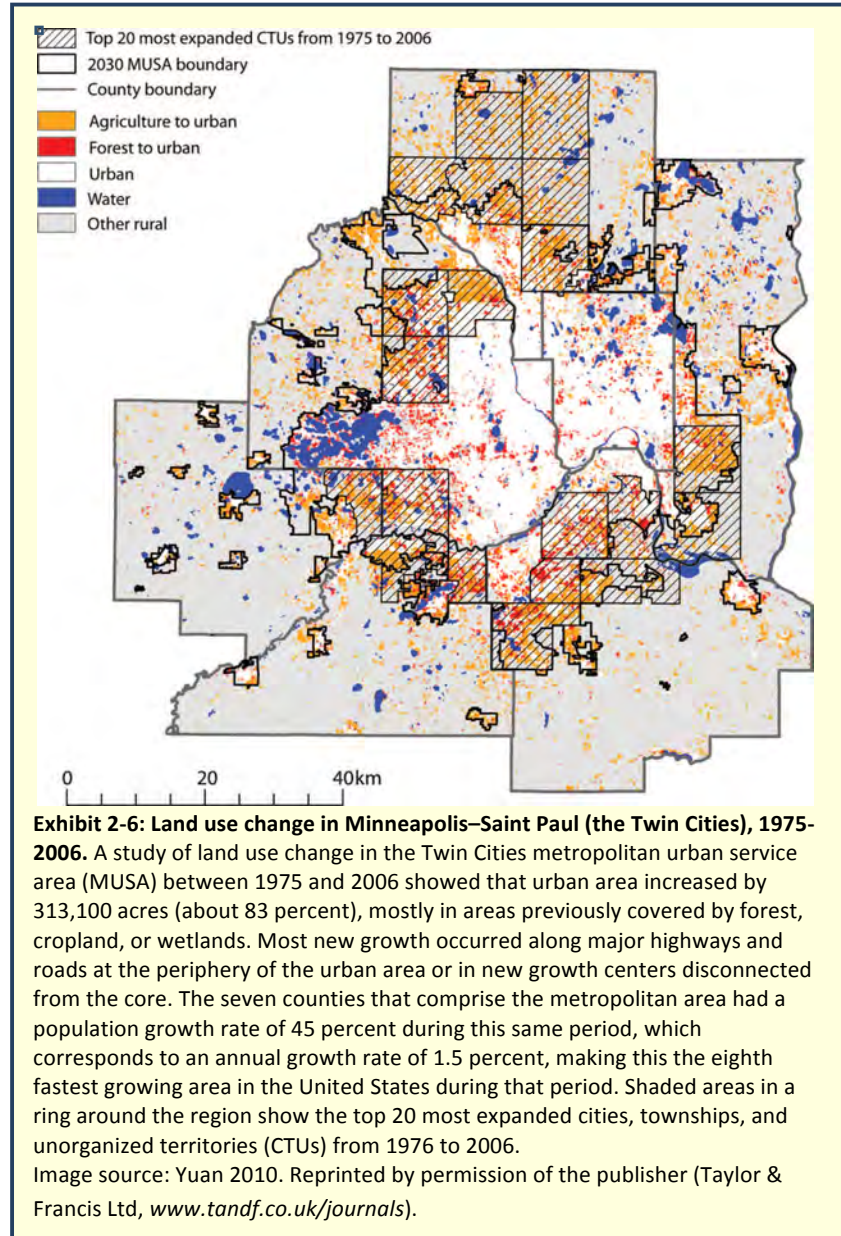 Top 20 most expanded CTUs from 1975 to 2006
2030 MUSA boundary
County boundary
Agriculture to urban
Forest to urban
Urban
Water
Other rural
0 20 40km
Exhibit 2-6: Land use change in Minneapolis–Saint Paul (the Twin Cities), 1975-
2006. A study of land use change in the Twin Cities metropolitan urban service
area (MUSA) between 1975 and 2006 showed that urban area increased by
313,100 acres (about 83 percent), mostly in areas previously covered by forest,
cropland, or wetlands. Most new growth occurred along major highways and
roads at the periphery of the urban area or in new growth centers disconnected
from the core. The seven counties that comprise the metropolitan area had a
population growth rate of 45 percent during this same period, which
corresponds to an annual growth rate of 1.5 percent, making this the eighth
fastest growing area in the United States during that period. Shaded areas in a
ring around the region show the top 20 most expanded cities, townships, and
unorganized territories (CTUs) from 1976 to 2006.
Image source: Yuan 2010. Reprinted by permission of the publisher (Taylor &
Francis Ltd, www.tandf.co.uk/journals).